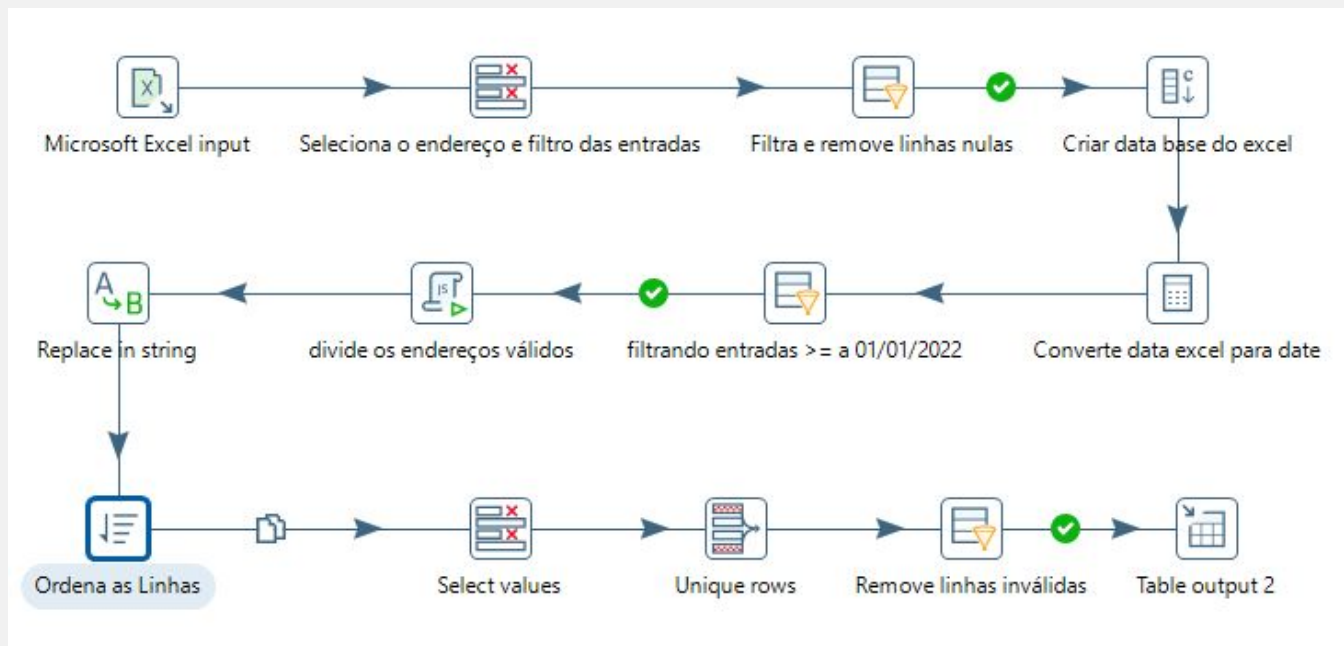 Microsoft Excel input
Seleciona o endereço e filtro das entradas
Filtra e remove linhas nulas
Criar data base do excel
Replace in string
divide os endereços válidos
filtrando entradas >= a 01/01/2022
Converte data excel para date
Ordena as Linhas
Select values
Unique rows
Remove linhas inválidas
Table output 2